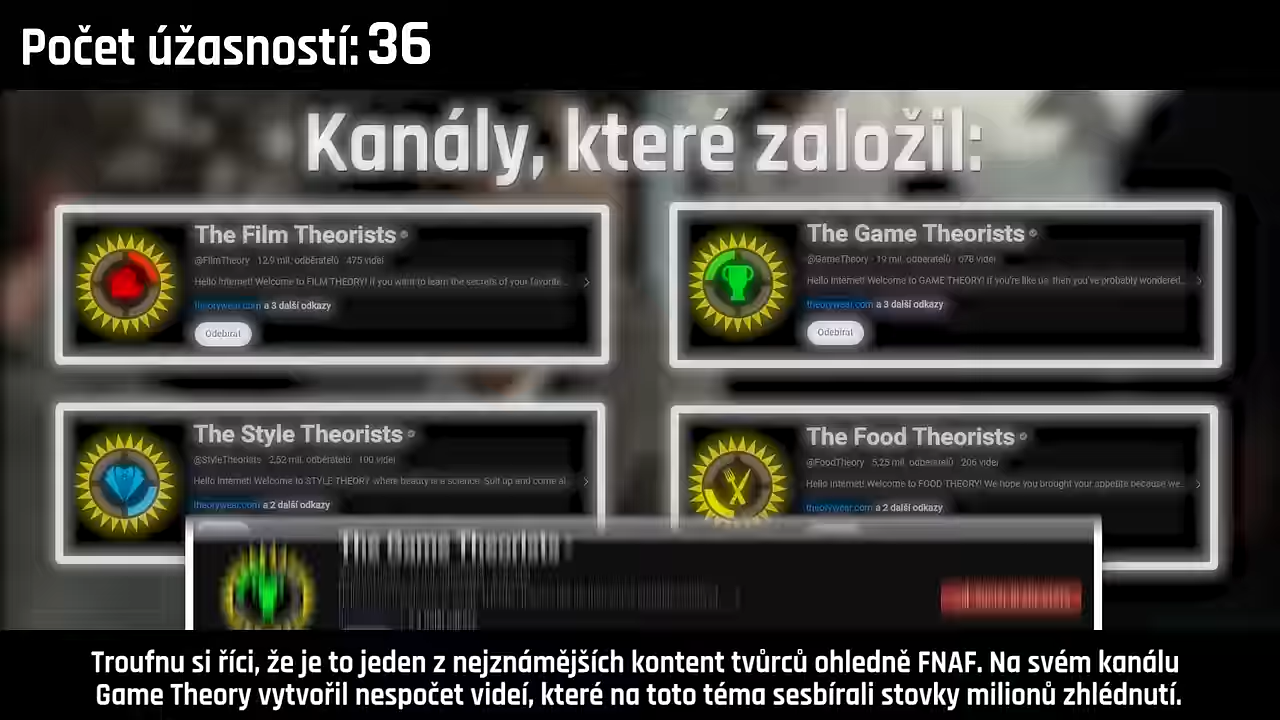 Počet úžasností: 36
Kanály, které založil:
The Film Theorists
@FilmTheory · 12,9 mil. odběratelů · 475 videí
Hello Internet! Welcome to FILM THEORY! If you want to learn the secrets of your favorite...
theorywear.com a 3 další odkazy
Odebírat
The Game Theorists
@GameTheory · 19 mil. odběratelů · 678 videí
Hello Internet! Welcome to GAME THEORY! If you're like us, then you've probably wondered...
theorywear.com a 3 další odkazy
Odebírat
The Style Theorists
@StyleTheorists · 2,52 mil. odběratelů · 100 videí
Hello Internet! Welcome to STYLE THEORY, where beauty is a science. Suit up and come al
theorywear.com a 2 další odkazy
The Food Theorists
@FoodTheory · 5,25 mil. odběratelů · 206 videí
Hello Internet! Welcome to FOOD THEORY! We hope you brought your appetite because we...
theorywear.com a 2 další odkazy
The Game Theorists
Troufnu si říci, že je to jeden z nejznámějších kontent tvůrců ohledně FNAF. Na svém kanálu
Game Theory vytvořil nespočet videí, které na toto téma sesbírali stovky milionů zhlédnutí.